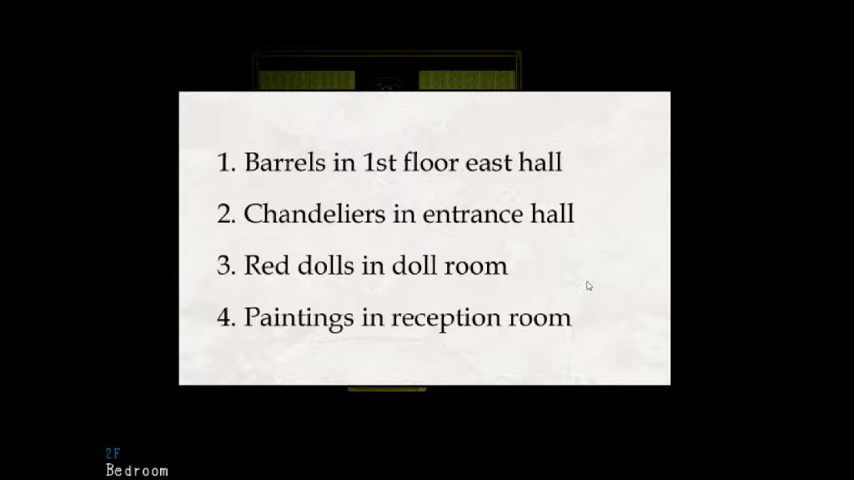 1. Barrels in 1st floor east hall
2. Chandeliers in entrance hall
3. Red dolls in doll room
4. Paintings in reception room
2F
Bedroom